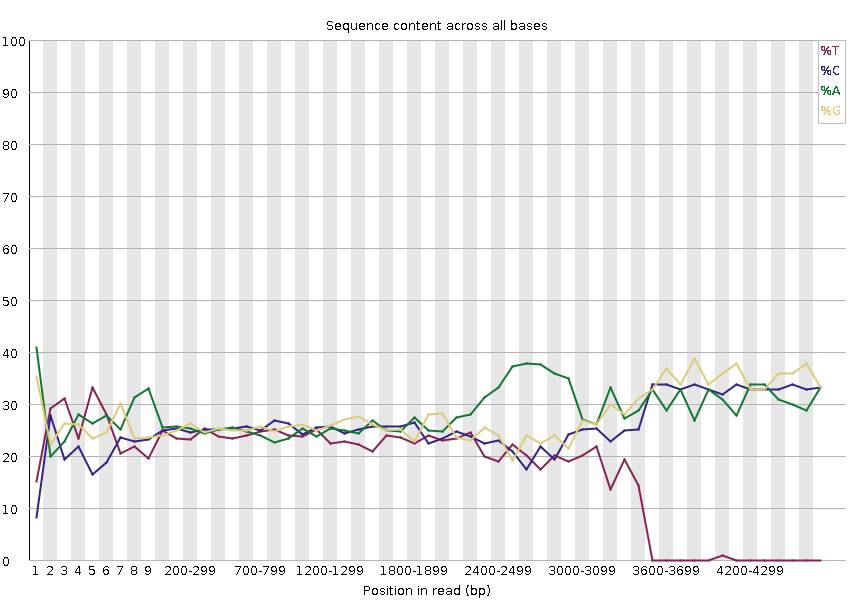 Sequence content across all bases
100
90
80
70
60
50
40
30
20
10
0
%T
%C
%A
%G
1 2 3 4 5 6 7 8 9 200-299 700-799 1200-1299 1800-1899 2400-2499 3000-3099 3600-3699 4200-4299
Position in read (bp)